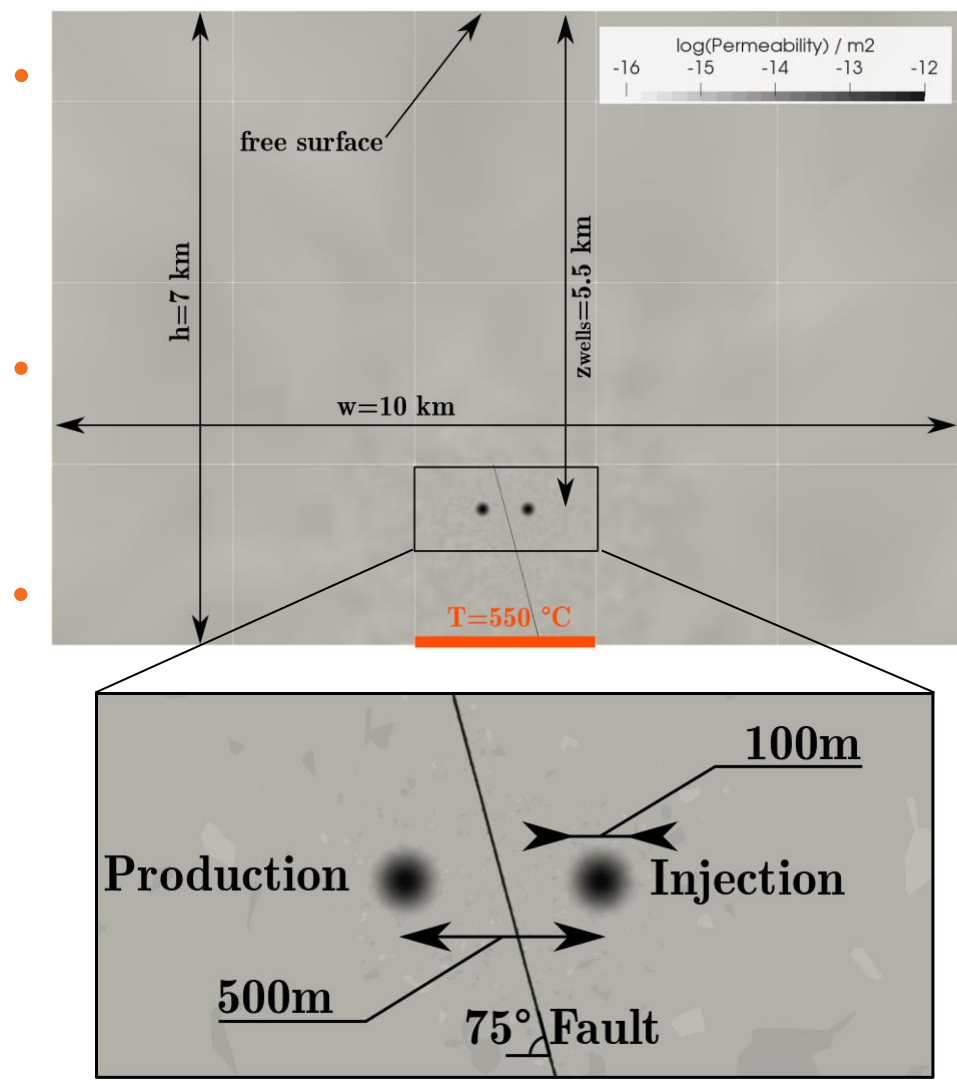 log(Permeability) / m2
-16 -15 -14 -13 -12
free surface
h=7 km
zwells=5.5 km
w=10 km
T=550 °C
100m
Production
Injection
500m
75° Fault